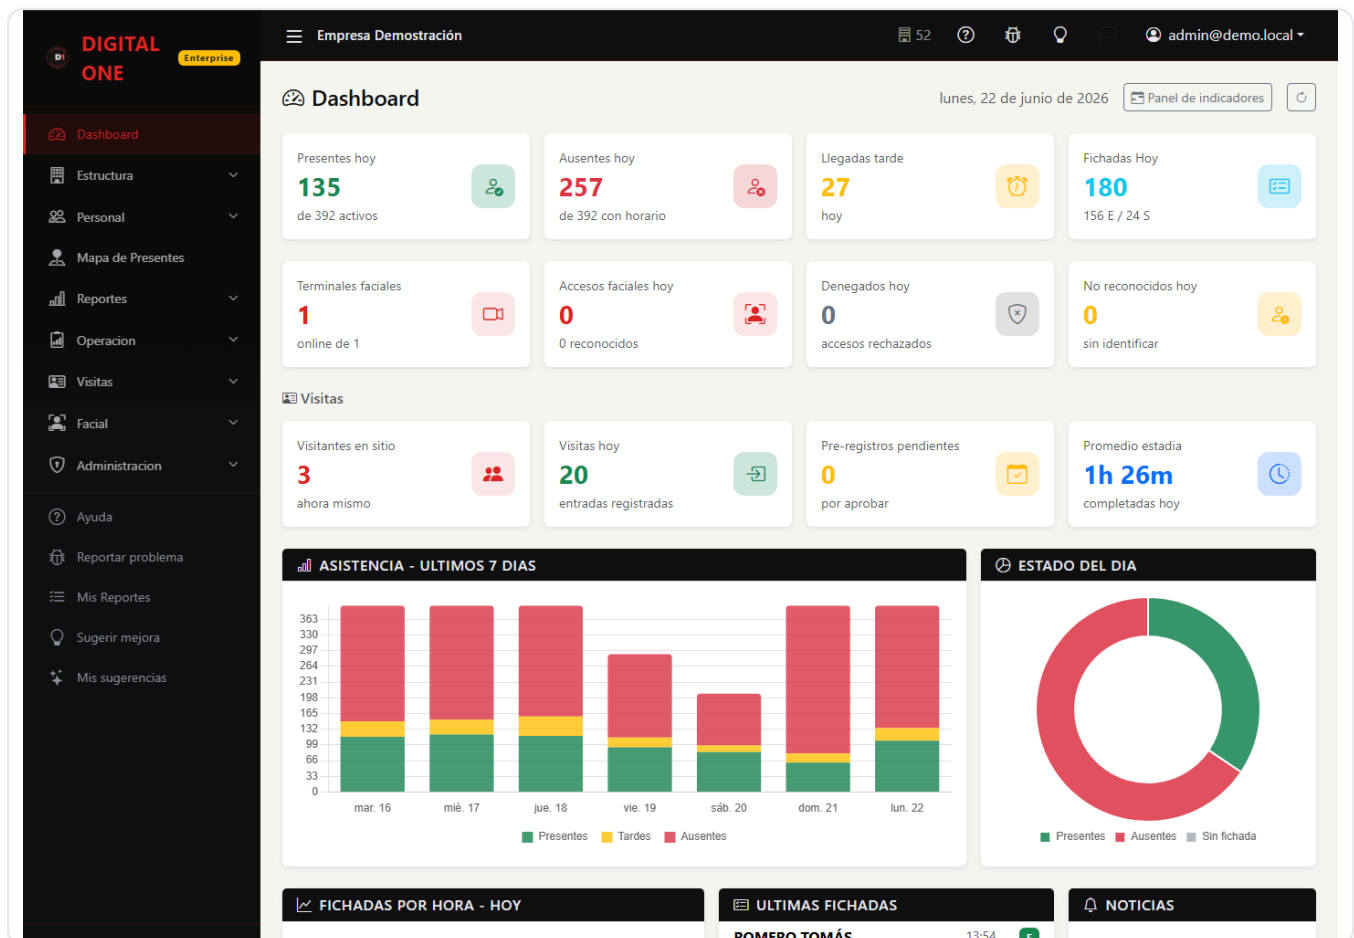 DIGITAL ONE
Enterprise
Empresa Demostración
52
admin@demo.local
Dashboard
Estructura
Personal
Mapa de Presentes
Reportes
Operacion
Visitas
Facial
Administracion
Ayuda
Reportar problema
Mis Reportes
Sugerir mejora
Mis sugerencias
Dashboard
lunes, 22 de junio de 2026
Panel de indicadores
Presentes hoy
135
de 392 activos
Ausentes hoy
257
de 392 con horario
Llegadas tarde
27
hoy
Fichadas Hoy
180
156 E / 24 S
Terminales faciales
1
online de 1
Accesos faciales hoy
0
0 reconocidos
Denegados hoy
0
accesos rechazados
No reconocidos hoy
0
sin identificar
Visitas
Visitantes en sitio
3
ahora mismo
Visitas hoy
20
entradas registradas
Pre-registros pendientes
0
por aprobar
Promedio estadia
1h 26m
completadas hoy
ASISTENCIA - ULTIMOS 7 DIAS
363
330
297
264
231
198
165
132
99
66
33
0
mar. 16 mié. 17 jue. 18 vie. 19 sáb. 20 dom. 21 lun. 22
Presentes Tardes Ausentes
ESTADO DEL DIA
Presentes Ausentes Sin fichada
FICHADAS POR HORA - HOY
ULTIMAS FICHADAS
ROMERO TOMÁS 13:54 E
NOTICIAS